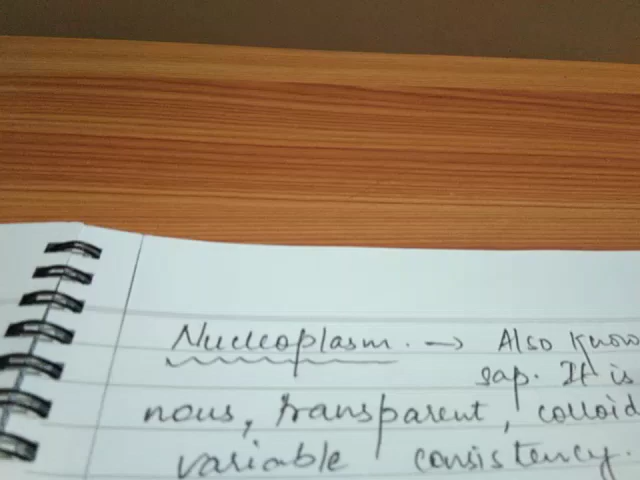 Nucleoplasm. → Also know
sap. It is
nous, transparent, colloid
variable consistency.